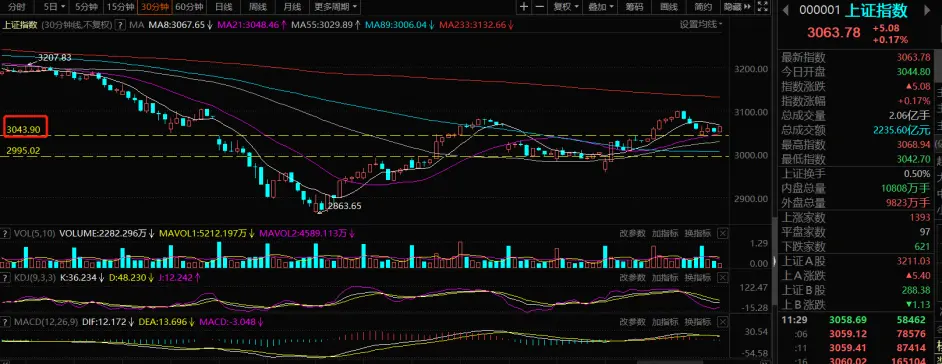 分时 5日 5分钟 15分钟 30分钟 60分钟 日线 周线 月线 更多周期 复权 叠加 筹码 画线 简约 隐藏
上证指数 (30分钟线,不复权) ? MA MA8:3067.65↓ MA21:3048.46↑ MA55:3029.89↑ MA89:3006.04↓ MA233:3132.66↓ 设置均线
3207.83
3200.00
3100.00
3043.90
3000.00
2995.02
2900.00
2863.65
? VOL(5,10) VOLUME:2282.296万↓ MAVOL1:5212.197万↓ MAVOL2:4589.113万↓ 改参数 加指标 换指标
1.29
0.00
? KDJ(9,3,3) K:36.234↓ D:48.230↓ J:12.242↑ 改参数 加指标 换指标
122.47
-15.28
? MACD(12,26,9) DIF:12.172↓ DEA:13.696↓ MACD:-3.048↓ 改参数 加指标 换指标
30.54
-54.58
000001 上证指数
3063.78 +5.08
+0.17%
最新指数 3063.78
今日开盘 3044.80
指数涨跌 ↑5.08
指数涨幅 +0.17%
总成交量 2.06亿手
总成交额 2235.60亿元
最高指数 3068.94
最低指数 3042.70
上证换手 0.50%
内盘总量 10808万手
外盘总量 9823万手
上涨家数 1393
平盘家数 97
下跌家数 621
上证A股 3211.03
上A涨跌 ↑5.40
上证B股 288.38
上B涨跌 ↓1.13
11:29 3058.69 58462
:06 3059.12 78576
:11 3059.41 87414
:16 3060.02 165104